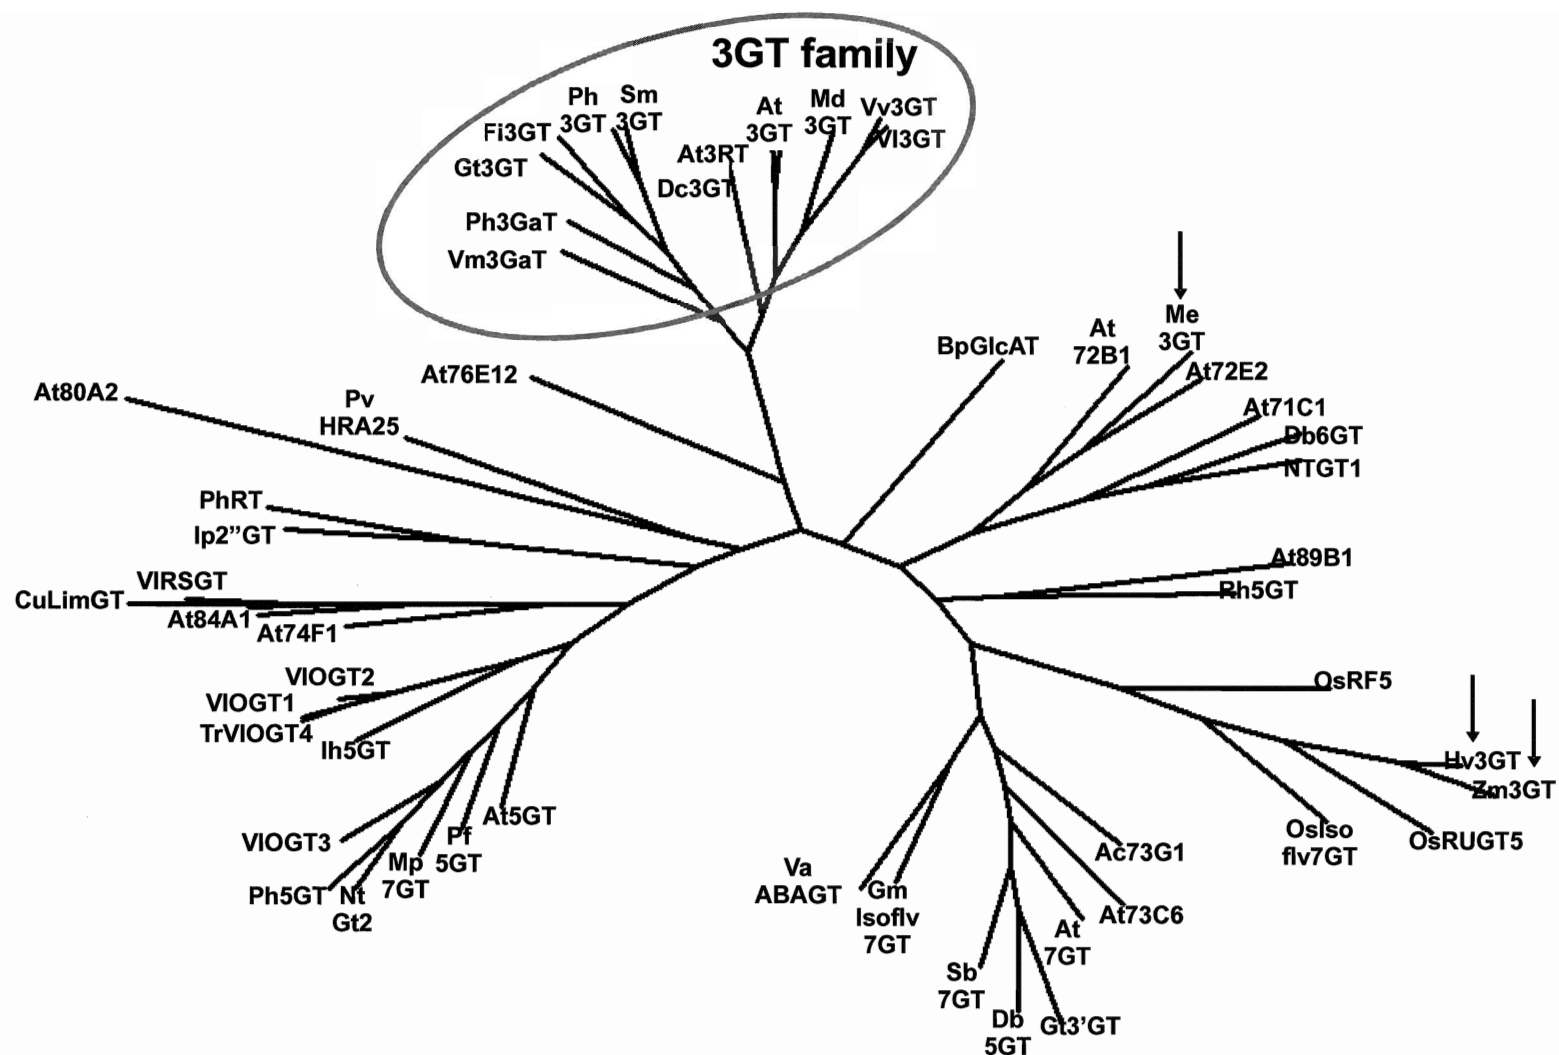 3GT family
Ph
3GT
Sm
3GT
At
3GT
Md
3GT
Vv3GT
Vl3GT
Fi3GT
Gt3GT
At3RT
Dc3GT
Ph3GaT
Vm3GaT
At76E12
At80A2
Pv
HRA25
PhRT
Ip2”GT
VlRSGT
CuLimGT
At84A1
At74F1
VlOGT2
VlOGT1
TrVlOGT4
Ih5GT
At5GT
VlOGT3
Pf
5GT
Mp
7GT
Ph5GT
Nt
Gt2
BpGlcAT
At
72B1
Me
3GT
At72E2
At71C1
Db6GT
NTGT1
At89B1
Rh5GT
OsRF5
Hv3GT
Zm3GT
OsIso
flv7GT
OsRUGT5
Va
ABAGT
Gm
Isoflv
7GT
Ac73G1
At73C6
At
7GT
Sb
7GT
Db
5GT
Gt3’GT